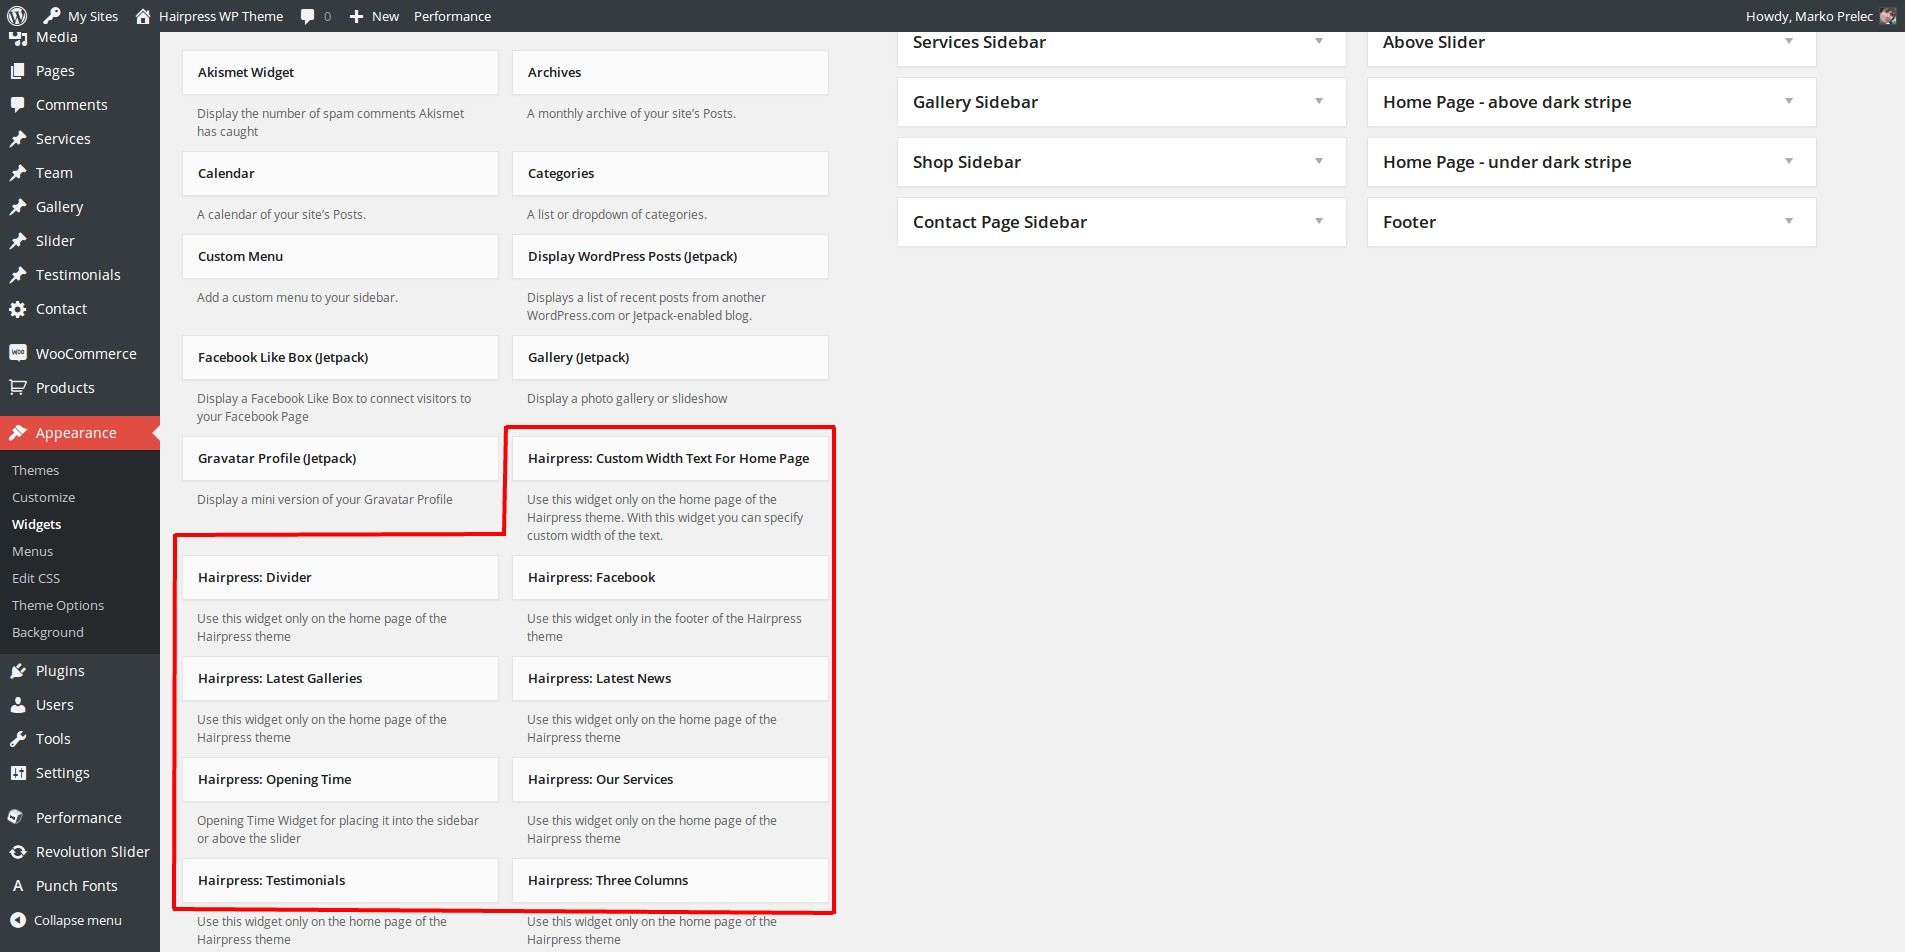 My Sites
Hairpress WP Theme
0
New
Performance
Howdy, Marko Prelec
Media
Pages
Comments
Services
Team
Gallery
Slider
Testimonials
Contact
WooCommerce
Products
Appearance
Themes
Customize
Widgets
Menus
Edit CSS
Theme Options
Background
Plugins
Users
Tools
Settings
Performance
Revolution Slider
Punch Fonts
Collapse menu
Akismet Widget
Display the number of spam comments Akismet
has caught
Archives
A monthly archive of your site's Posts.
Calendar
A calendar of your site's Posts.
Categories
A list or dropdown of categories.
Custom Menu
Add a custom menu to your sidebar.
Display WordPress Posts (Jetpack)
Displays a list of recent posts from another
WordPress.com or Jetpack-enabled blog.
Facebook Like Box (Jetpack)
Display a Facebook Like Box to connect visitors to
your Facebook Page
Gallery (Jetpack)
Display a photo gallery or slideshow
Gravatar Profile (Jetpack)
Display a mini version of your Gravatar Profile
Hairpress: Custom Width Text For Home Page
Use this widget only on the home page of the
Hairpress theme. With this widget you can specify
custom width of the text.
Hairpress: Divider
Use this widget only on the home page of the
Hairpress theme
Hairpress: Facebook
Use this widget only in the footer of the Hairpress
theme
Hairpress: Latest Galleries
Use this widget only on the home page of the
Hairpress theme
Hairpress: Latest News
Use this widget only on the home page of the
Hairpress theme
Hairpress: Opening Time
Opening Time Widget for placing it into the sidebar
or above the slider
Hairpress: Our Services
Use this widget only on the home page of the
Hairpress theme
Hairpress: Testimonials
Use this widget only on the home page of the
Hairpress theme
Hairpress: Three Columns
Use this widget only on the home page of the
Hairpress theme
Services Sidebar
Gallery Sidebar
Shop Sidebar
Contact Page Sidebar
Above Slider
Home Page - above dark stripe
Home Page - under dark stripe
Footer